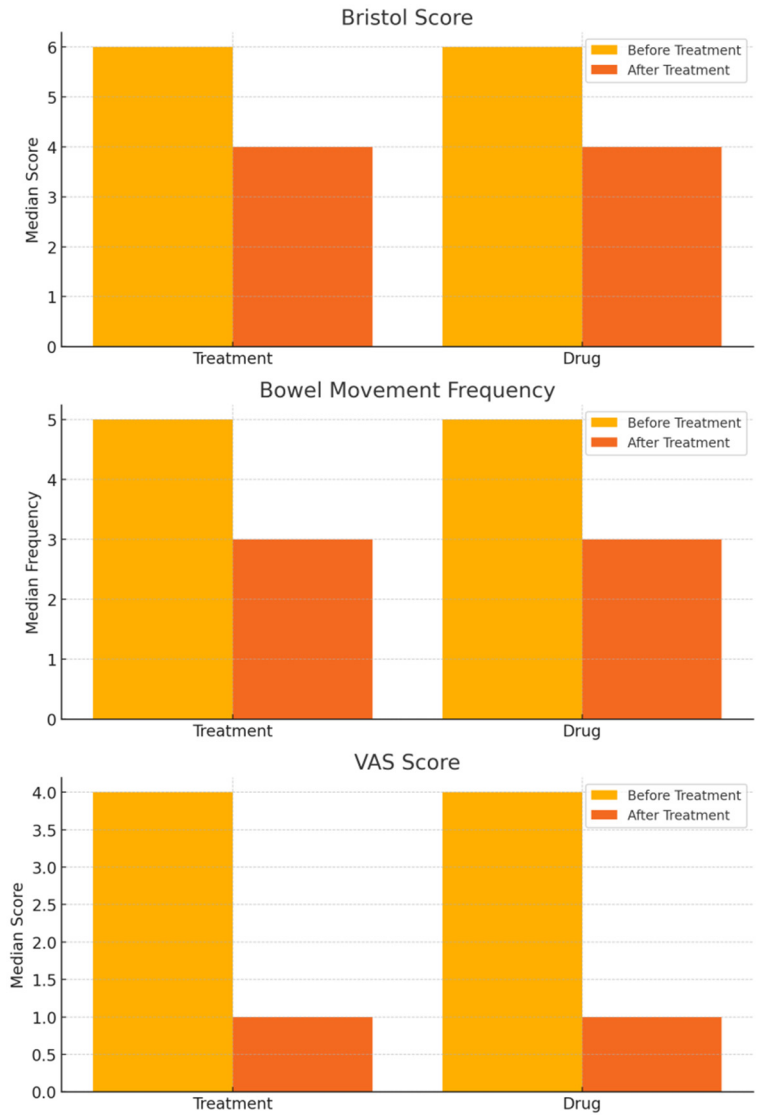 Bristol Score
Before Treatment
After Treatment
Median Score
6
5
4
3
2
1
0
Treatment Drug
Bowel Movement Frequency
Before Treatment
After Treatment
Median Frequency
5
4
3
2
1
0
Treatment Drug
VAS Score
Before Treatment
After Treatment
Median Score
4.0
3.5
3.0
2.5
2.0
1.5
1.0
0.5
0.0
Treatment Drug